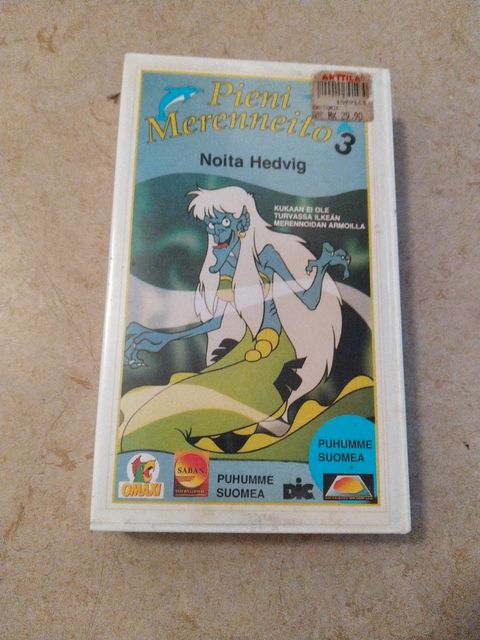 ANTTILA
MK 29,90
Pieni
Merenneito
3
Noita Hedvig
KUKAAN EI OLE
TURVASSA ILKEÄN
MERENNOIDAN ARMOILLA
PUHUMME
SUOMEA
OMAXI
SABAN
PUHUMME
SUOMEA
DIC